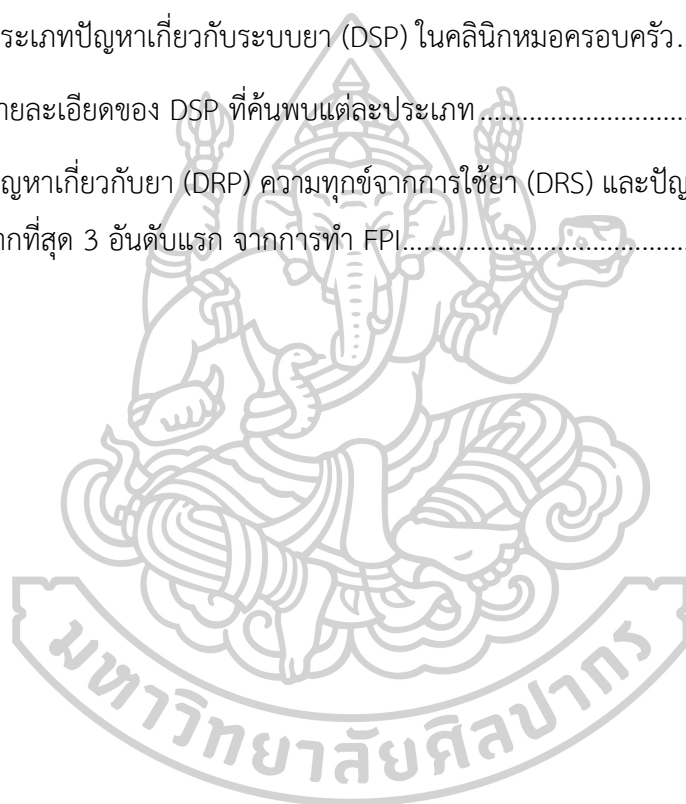 ระเภทปัญหาเกี่ยวกับระบบยา (DSP) ในคลินิกหมอครอบครัว.
ายละเอียดของ DSP ที่ค้นพบแต่ละประเภท..............................
ัญหาเกี่ยวกับยา (DRP) ความทุกข์จากการใช้ยา (DRS) และปัญ
ากที่สุด 3 อันดับแรก จากการทำ FPI..........................................
มหาวิทยาลัยศิลปากร